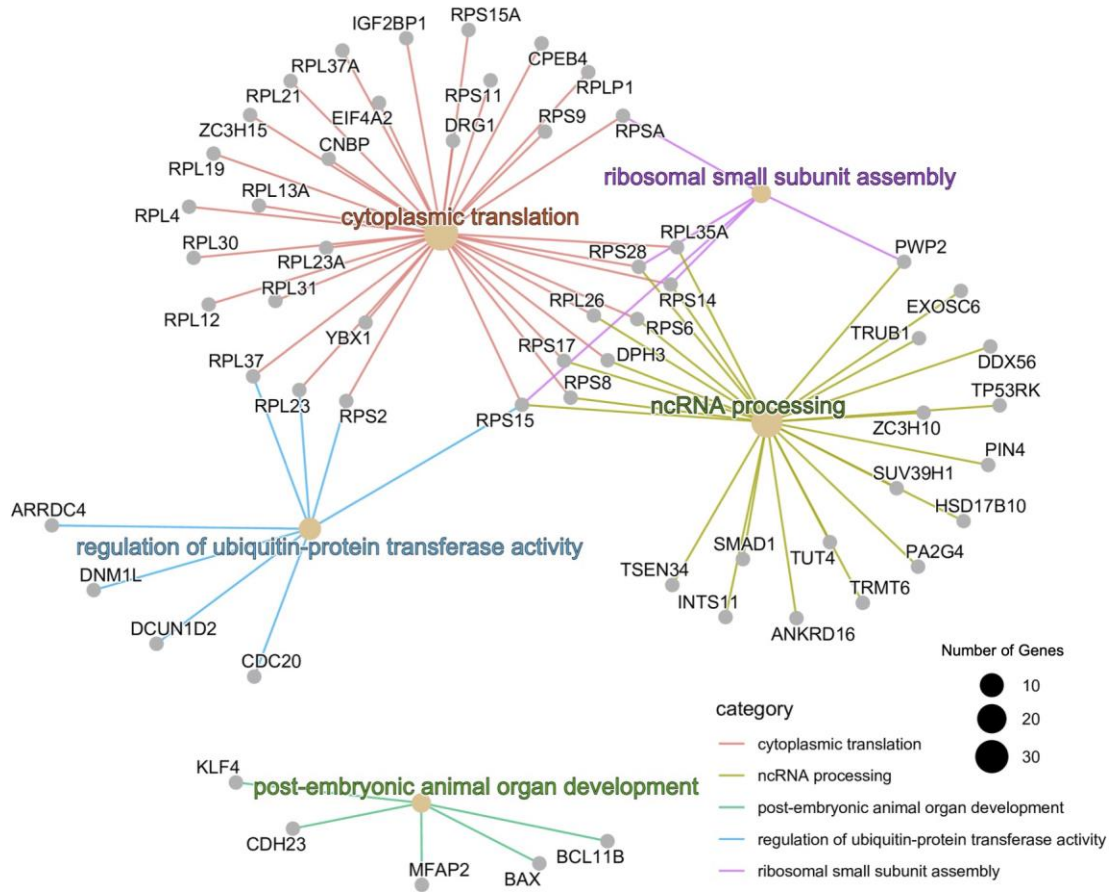 IGF2BP1
RPS15A
RPL37A
CPEB4
RPL21
RPS11
RPLP1
ZC3H15
EIF4A2
DRG1
RPS9
RPSA
CNBP
RPL19
ribosomal small subunit assembly
RPL13A
RPL4
cytoplasmic translation
RPL30
RPL23A
RPS28
RPL35A
PWP2
RPL31
RPL12
RPL26
RPS14
EXOSC6
YBX1
RPS6
TRUB1
RPL37
RPS17
DPH3
DDX56
RPL23
RPS2
RPS8
TP53RK
RPS15
ncRNA processing
ZC3H10
PIN4
SUV39H1
ARRDC4
HSD17B10
regulation of ubiquitin-protein transferase activity
SMAD1
TUT4
PA2G4
DNM1L
TSEN34
TRMT6
INTS11
DCUN1D2
ANKRD16
CDC20
Number of Genes
10
20
30
category
cytoplasmic translation
ncRNA processing
post-embryonic animal organ development
regulation of ubiquitin-protein transferase activity
ribosomal small subunit assembly
KLF4
post-embryonic animal organ development
CDH23
MFAP2
BAX
BCL11B